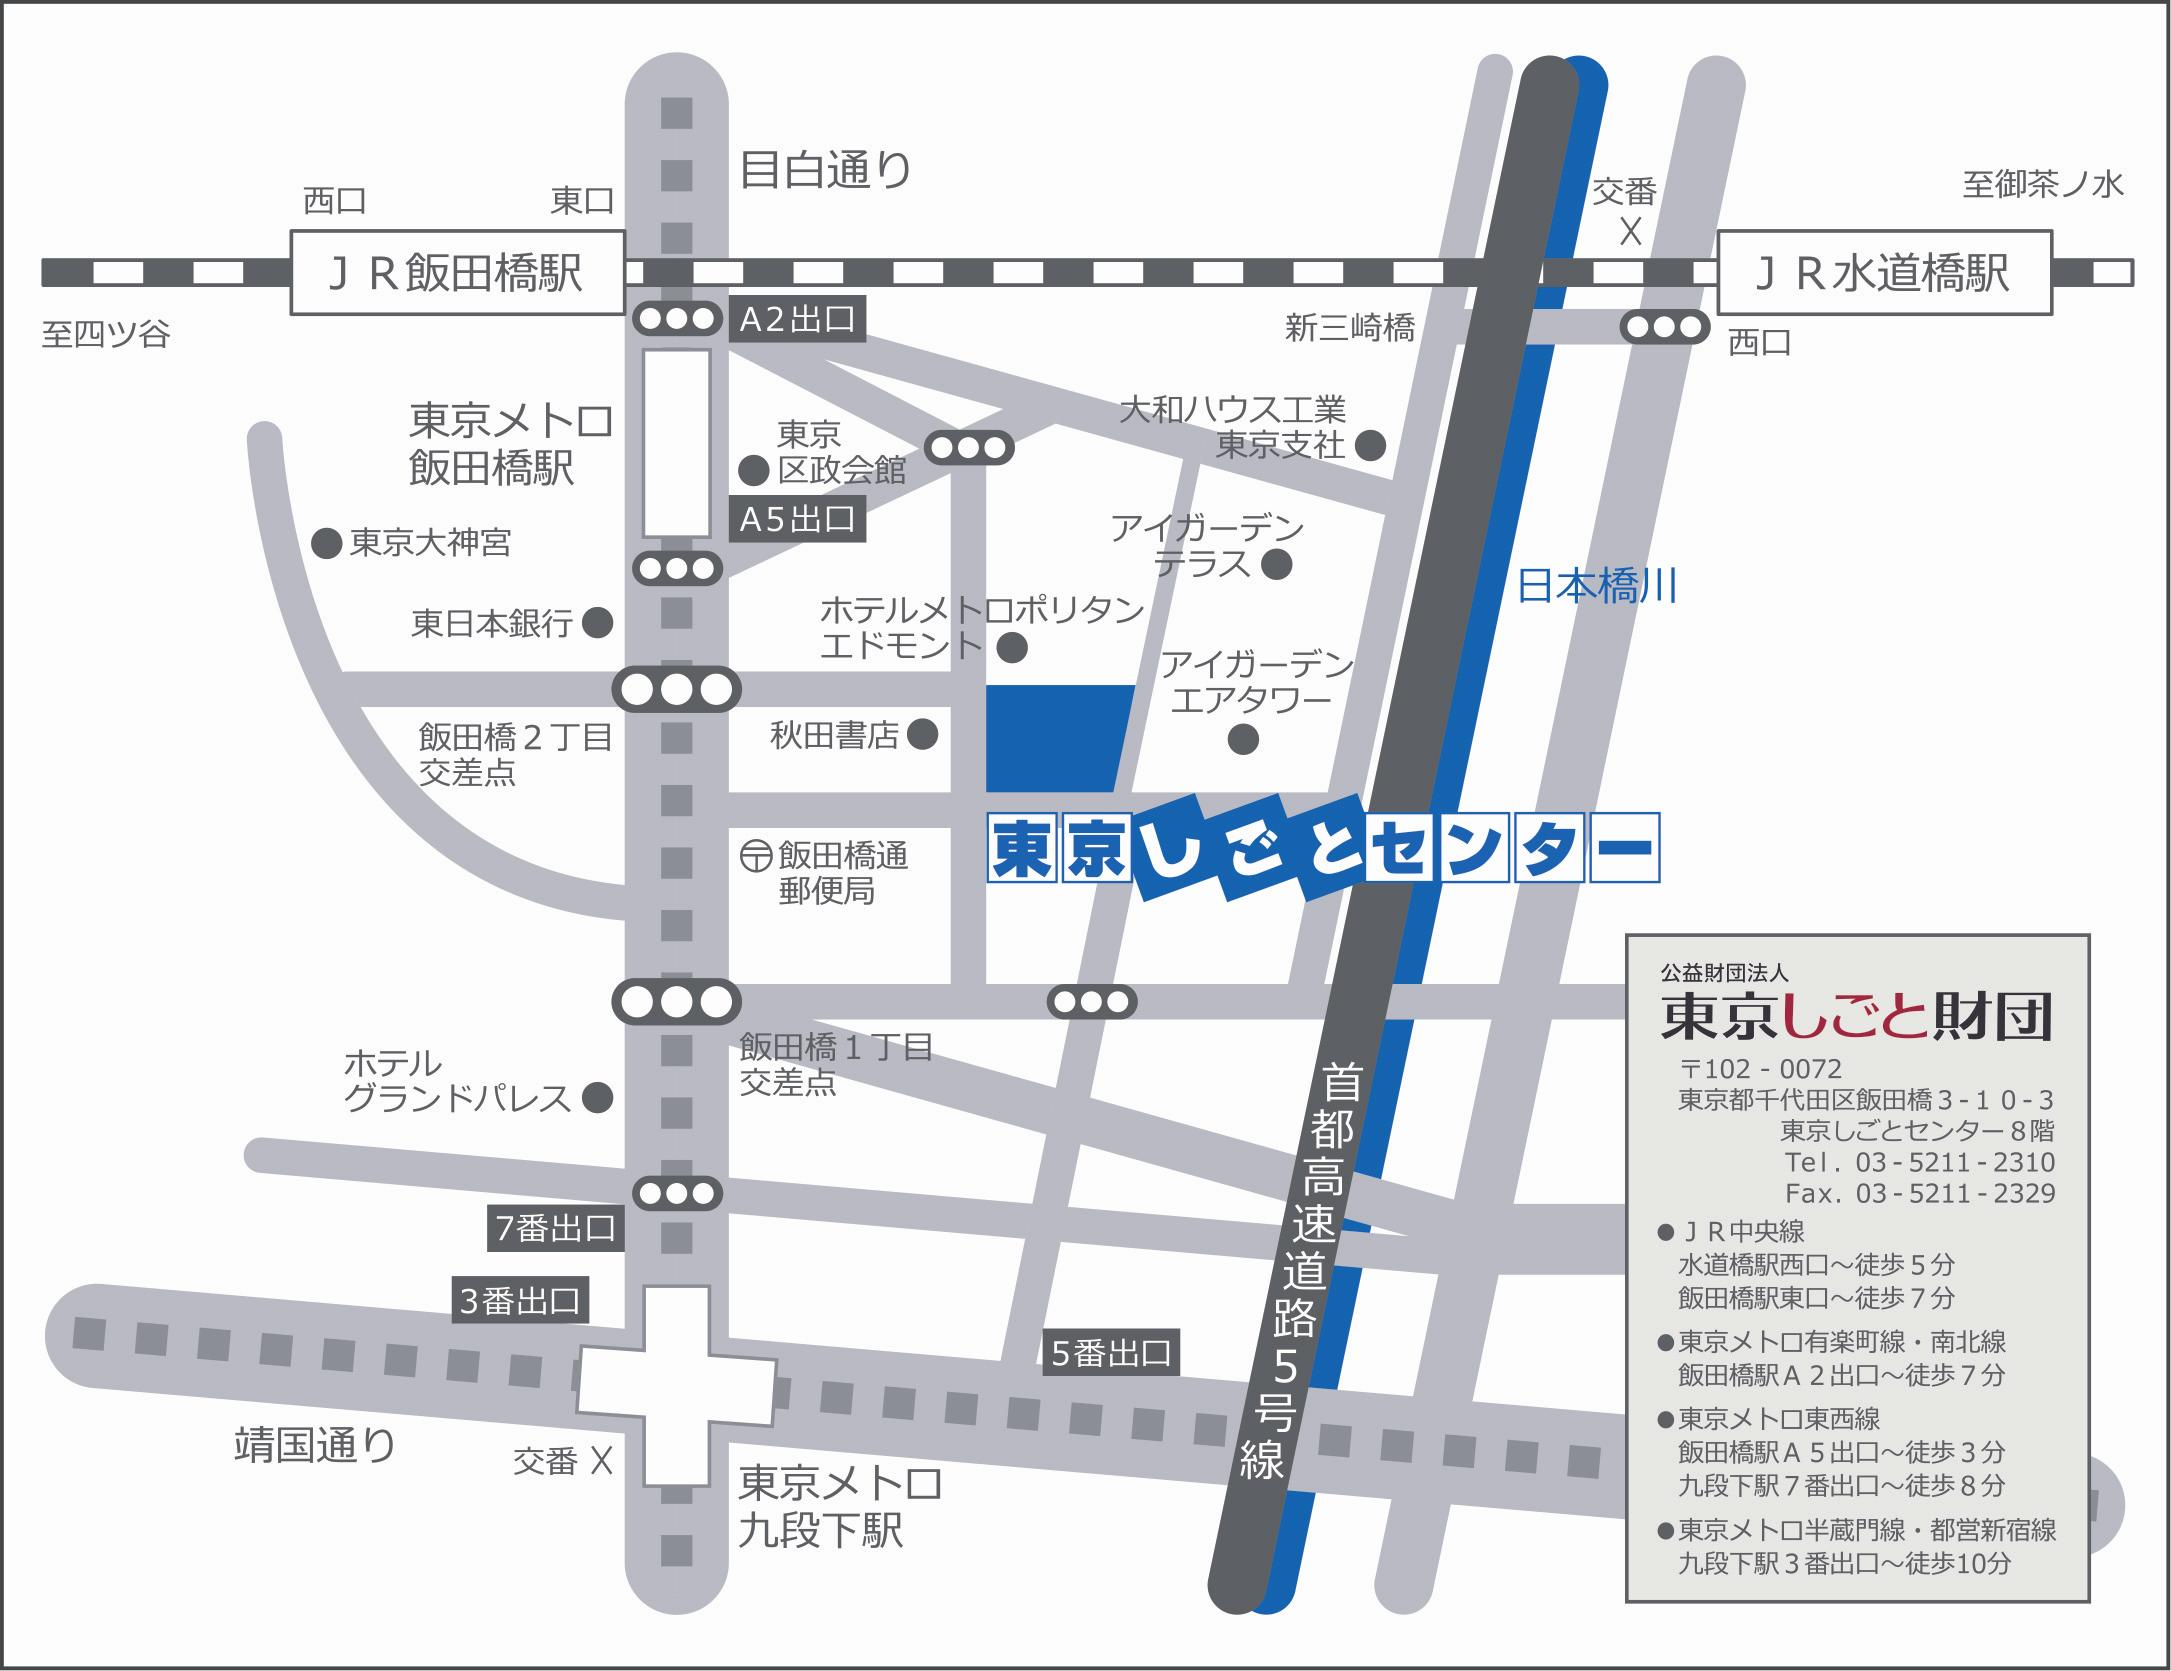 目白通り
西口
東口
交番
X
至御茶ノ水
ＪＲ飯田橋駅
ＪＲ水道橋駅
至四ツ谷
A2出口
新三崎橋
西口
東京メトロ
飯田橋駅
東京
区政会館
大和ハウス工業
東京支社
A5出口
東京大神宮
アイガーデン
テラス
日本橋川
東日本銀行
ホテルメトロポリタン
エドモント
アイガーデン
エアタワー
飯田橋２丁目
交差点
秋田書店
東京しごとセンター
〒飯田橋通
郵便局
ホテル
グランドパレス
飯田橋１丁目
交差点
首都高速道路5号線
7番出口
3番出口
5番出口
靖国通り
交番 X
東京メトロ
九段下駅
公益財団法人
東京しごと財団
〒102 - 0072
東京都千代田区飯田橋３-１０-３
東京しごとセンター８階
Tel. 03-5211-2310
Fax. 03-5211-2329
●ＪＲ中央線
水道橋駅西口～徒歩５分
飯田橋駅東口～徒歩７分
●東京メトロ有楽町線・南北線
飯田橋駅Ａ２出口～徒歩７分
●東京メトロ東西線
飯田橋駅Ａ５出口～徒歩３分
九段下駅７番出口～徒歩８分
●東京メトロ半蔵門線・都営新宿線
九段下駅３番出口～徒歩10分